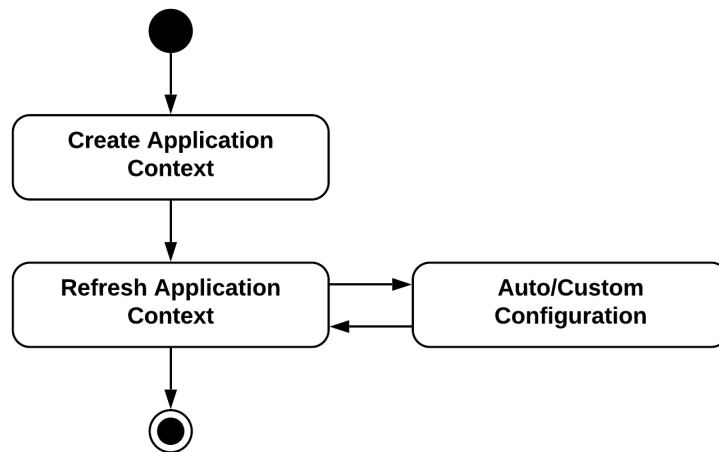 Create Application
Context
Refresh Application
Context
Auto/Custom
Configuration